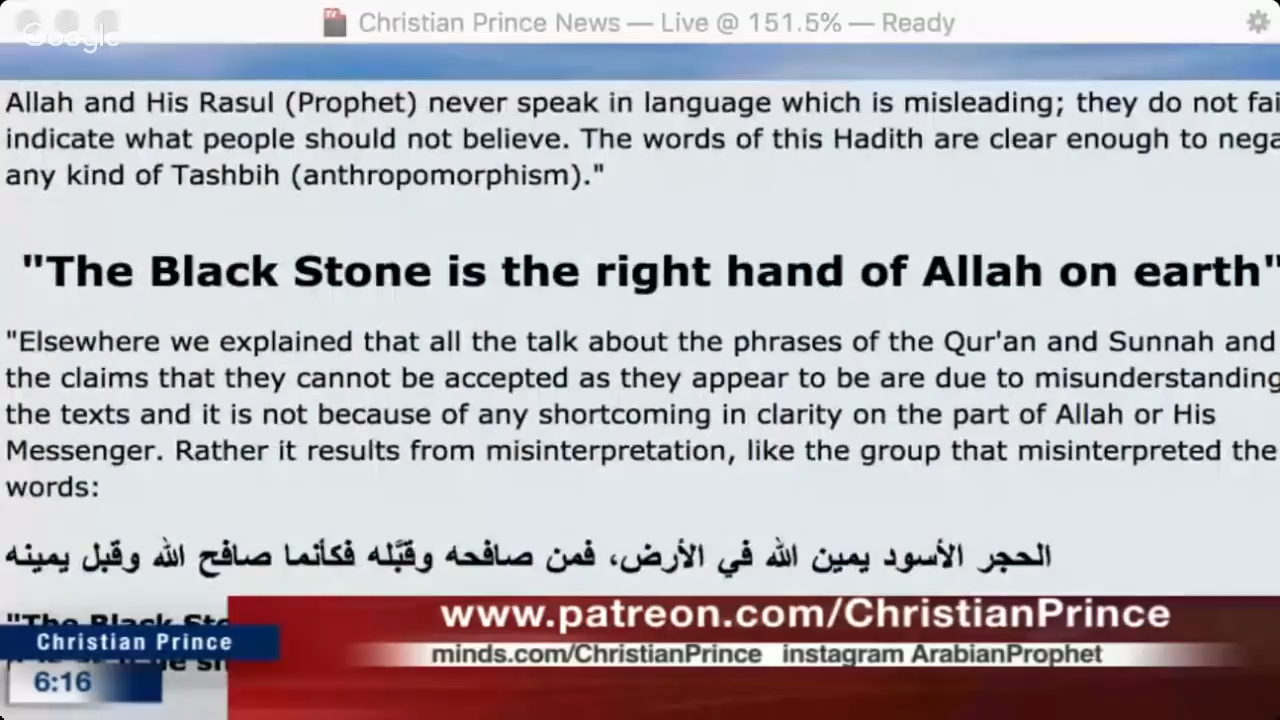 Google
Christian Prince News — Live @ 151.5% — Ready
Allah and His Rasul (Prophet) never speak in language which is misleading; they do not fai
indicate what people should not believe. The words of this Hadith are clear enough to nega
any kind of Tashbih (anthropomorphism)."
"The Black Stone is the right hand of Allah on earth"
"Elsewhere we explained that all the talk about the phrases of the Qur'an and Sunnah and
the claims that they cannot be accepted as they appear to be are due to misunderstanding
the texts and it is not because of any shortcoming in clarity on the part of Allah or His
Messenger. Rather it results from misinterpretation, like the group that misinterpreted the
words:
الحجر الأسود يمين الله في الأرض، فمن صافحه وقبَّله فكأنما صافح الله وقبل يمينه
"The Black Sto
www.patreon.com/ChristianPrince
Christian Prince
minds.com/ChristianPrince instagram ArabianProphet
6:16